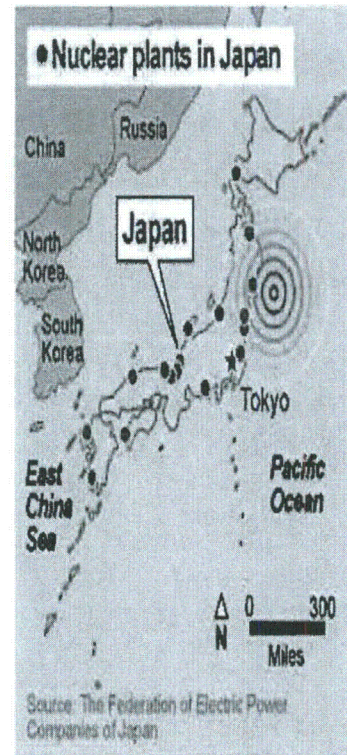 Nuclear plants in Japan
Russia
China
Japan
North
Korea
South
Korea
Tokyo
East
China
Sea
Pacific
Ocean
N
0 300
Miles
Source: The Federation of Electric Power
Companies of Japan